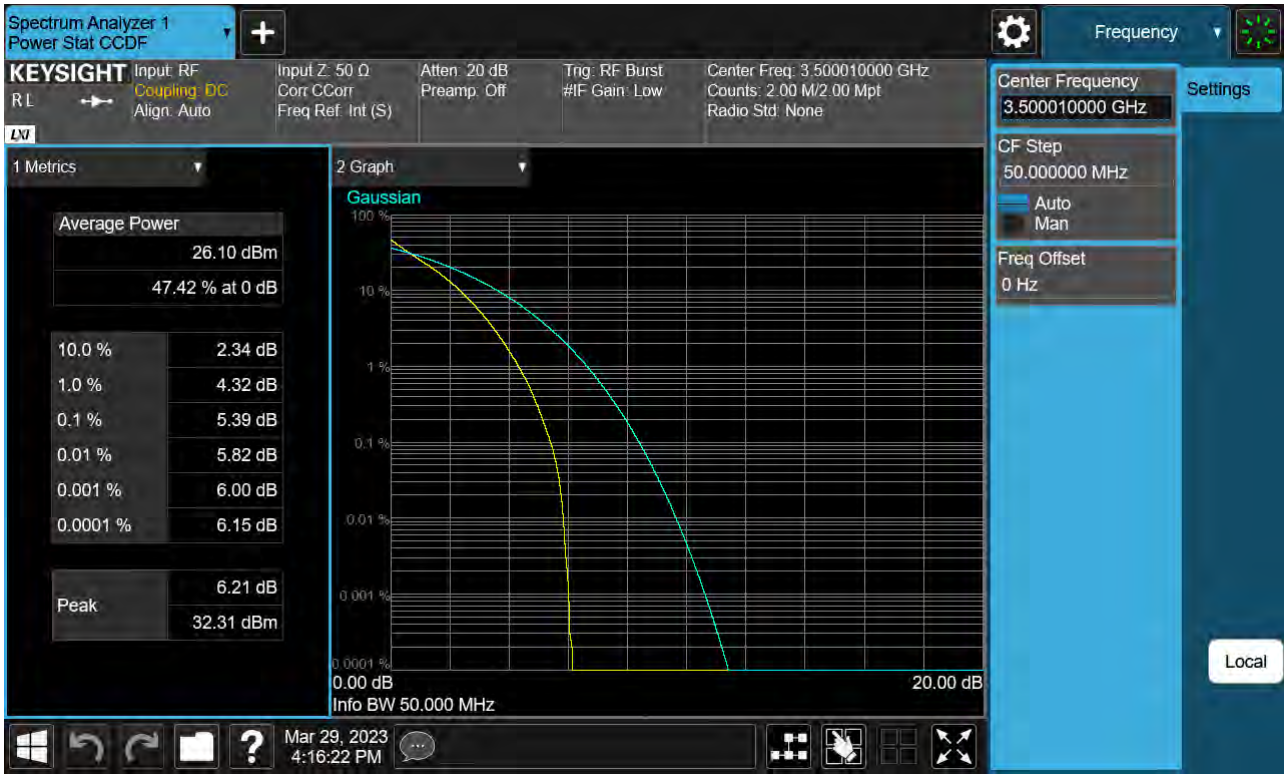 Spectrum Analyzer 1
Power Stat CCDF
Frequency
KEYSIGHT
RL
LXI
Input: RF
Coupling: DC
Align: Auto
Input Z: 50 Ω
Corr CCorr
Freq Ref: Int (S)
Atten: 20 dB
Preamp: Off
Trig: RF Burst
#IF Gain: Low
Center Freq: 3.500010000 GHz
Counts: 2.00 M/2.00 Mpt
Radio Std: None
Center Frequency
3.500010000 GHz
Settings
CF Step
50.000000 MHz
Auto
Man
Freq Offset
0 Hz
1 Metrics
Average Power
26.10 dBm
47.42 % at 0 dB
10.0 % 2.34 dB
1.0 % 4.32 dB
0.1 % 5.39 dB
0.01 % 5.82 dB
0.001 % 6.00 dB
0.0001 % 6.15 dB
Peak
6.21 dB
32.31 dBm
2 Graph
Gaussian
100 %
10 %
1 %
0.1 %
0.01 %
0.001 %
0.0001 %
0.00 dB 20.00 dB
Info BW 50.000 MHz
Local
?
Mar 29, 2023
4:16:22 PM